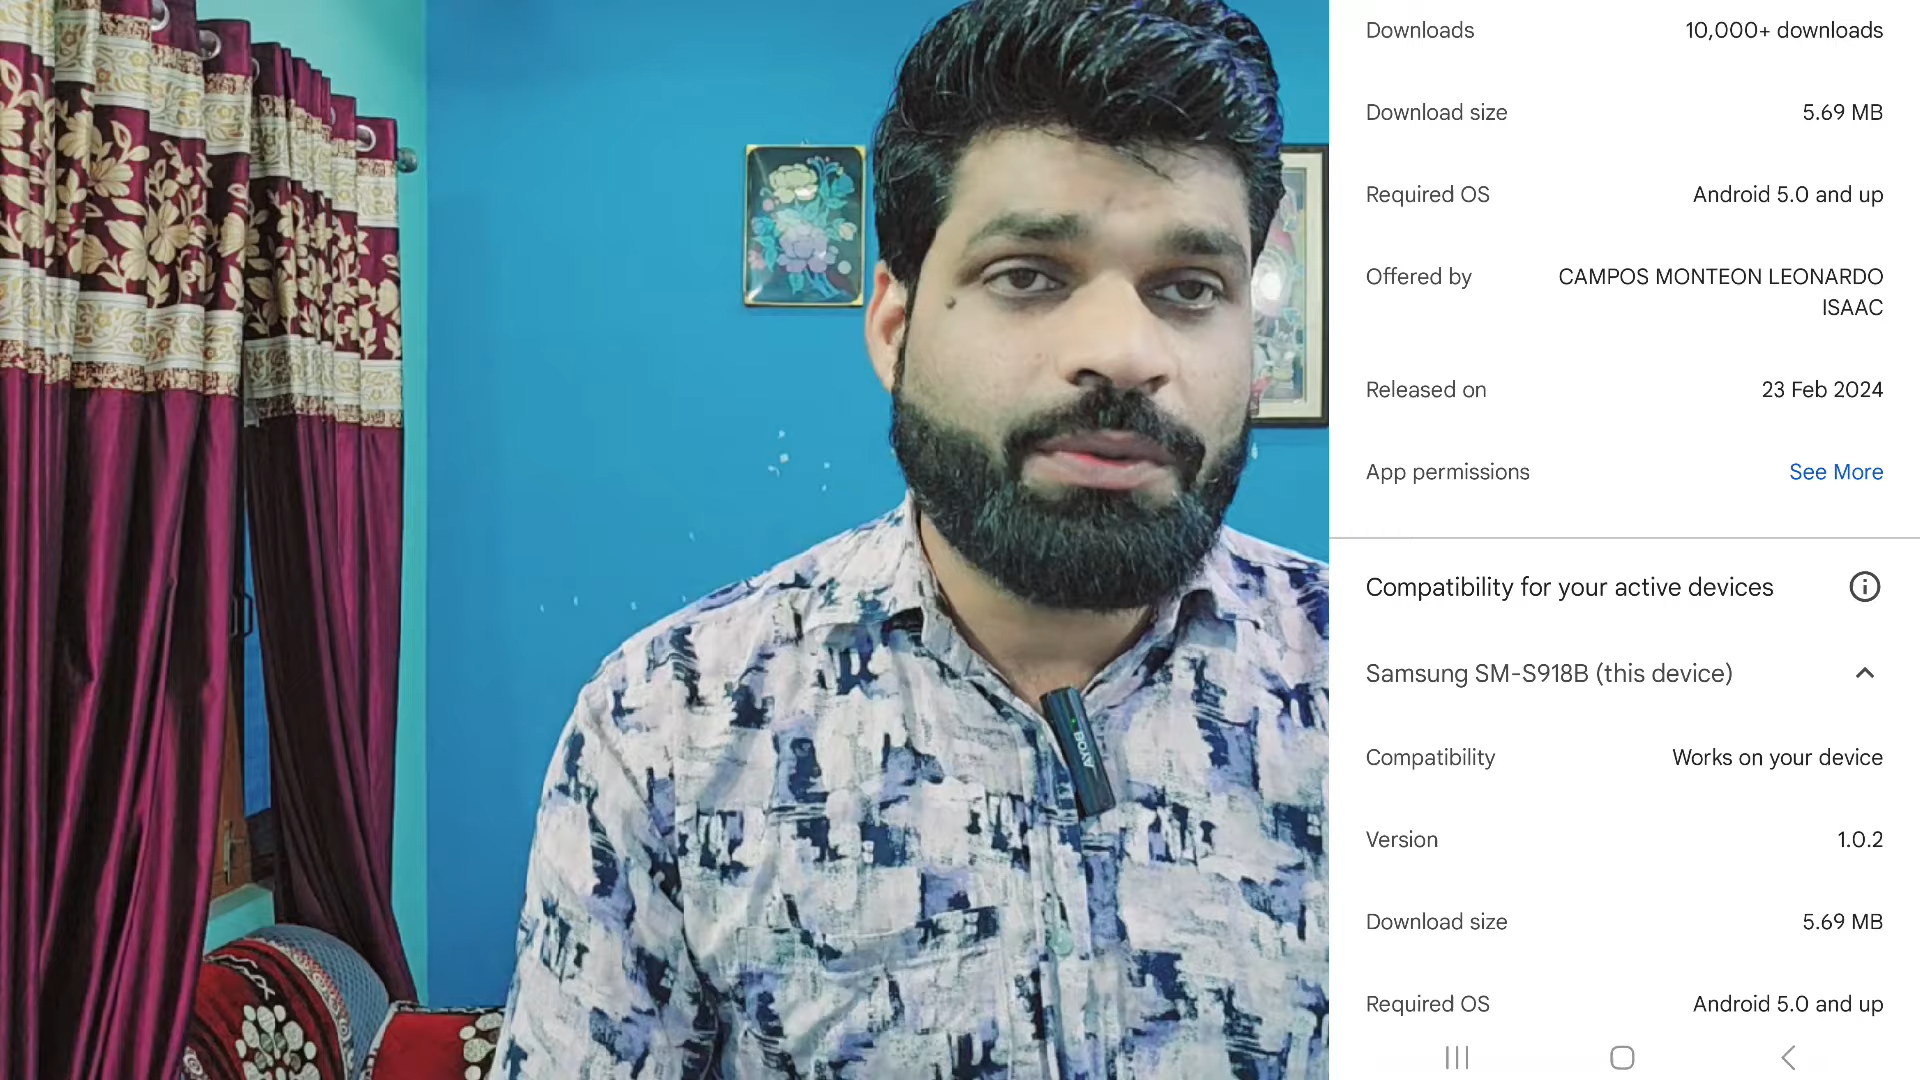 Downloads 10,000+ downloads
Download size 5.69 MB
Required OS Android 5.0 and up
Offered by CAMPOS MONTEON LEONARDO
ISAAC
Released on 23 Feb 2024
App permissions See More
Compatibility for your active devices
Samsung SM-S918B (this device)
Compatibility Works on your device
Version 1.0.2
Download size 5.69 MB
Required OS Android 5.0 and up
BOYA